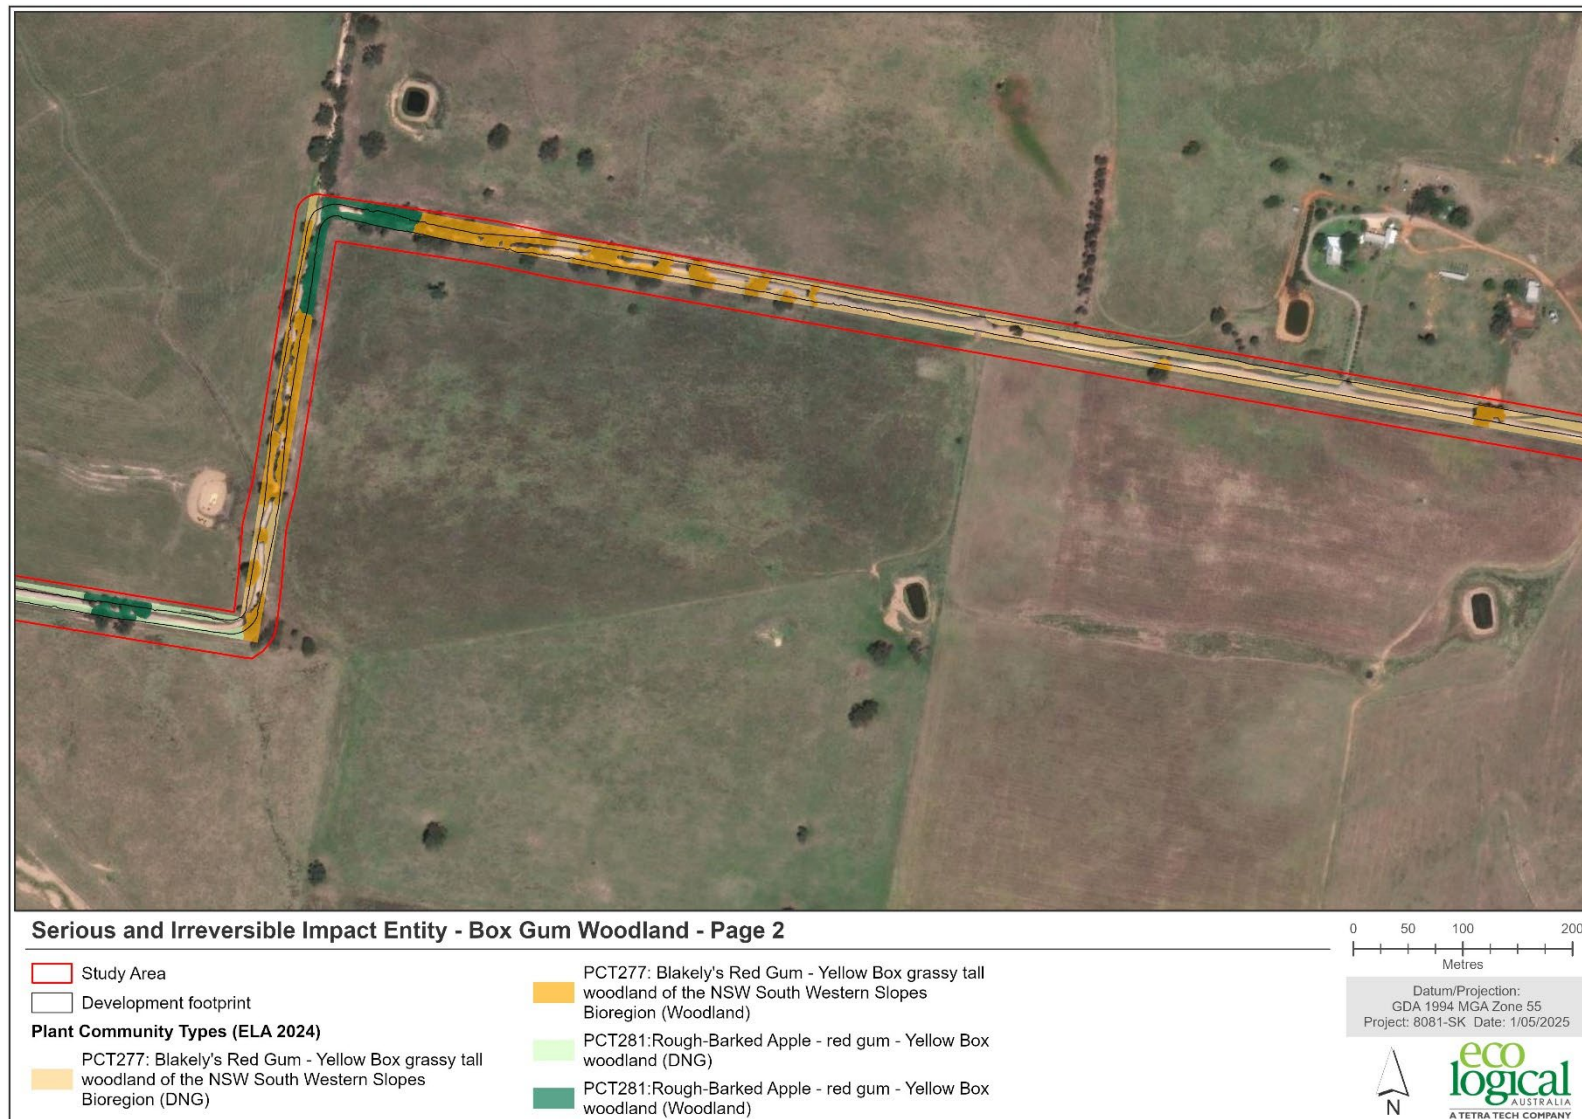 Serious and Irreversible Impact Entity - Box Gum Woodland - Page 2
Study Area
Development footprint
Plant Community Types (ELA 2024)
PCT277: Blakely's Red Gum - Yellow Box grassy tall
woodland of the NSW South Western Slopes
Bioregion (DNG)
PCT277: Blakely's Red Gum - Yellow Box grassy tall
woodland of the NSW South Western Slopes
Bioregion (Woodland)
PCT281:Rough-Barked Apple - red gum - Yellow Box
woodland (DNG)
PCT281:Rough-Barked Apple - red gum - Yellow Box
woodland (Woodland)
0 50 100 200
Metres
Datum/Projection:
GDA 1994 MGA Zone 55
Project: 8081-SK Date: 1/05/2025
N
eco
logical
AUSTRALIA
A TETRA TECH COMPANY